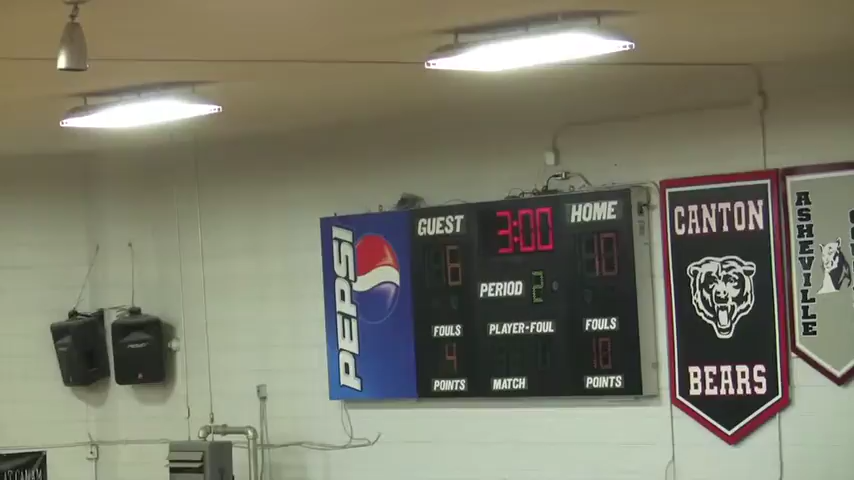 PEPSI
GUEST
3:00
HOME
6
10
PERIOD 2
FOULS
PLAYER-FOUL
FOULS
4
10
POINTS
MATCH
POINTS
CANTON
BEARS
ASHEVILLE